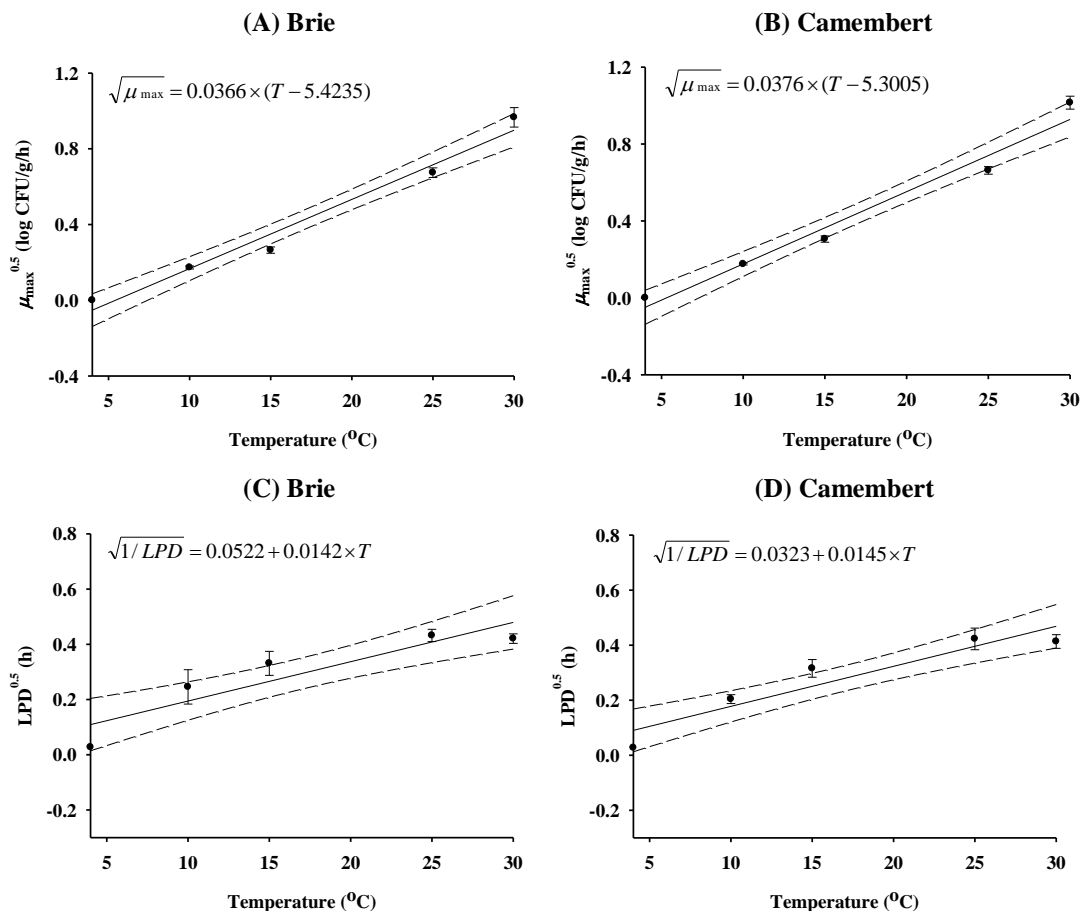 (A) Brie
√μmax = 0.0366 × (T − 5.4235)
1.2
0.8
0.4
0.0
-0.4
μmax^0.5 (log CFU/g/h)
5 10 15 20 25 30
Temperature (°C)
(B) Camembert
√μmax = 0.0376 × (T − 5.3005)
1.2
0.8
0.4
0.0
-0.4
μmax^0.5 (log CFU/g/h)
5 10 15 20 25 30
Temperature (°C)
(C) Brie
√1/LPD = 0.0522 + 0.0142 × T
0.8
0.6
0.4
0.2
0.0
-0.2
LPD^0.5 (h)
5 10 15 20 25 30
Temperature (°C)
(D) Camembert
√1/LPD = 0.0323 + 0.0145 × T
0.8
0.6
0.4
0.2
0.0
-0.2
LPD^0.5 (h)
5 10 15 20 25 30
Temperature (°C)